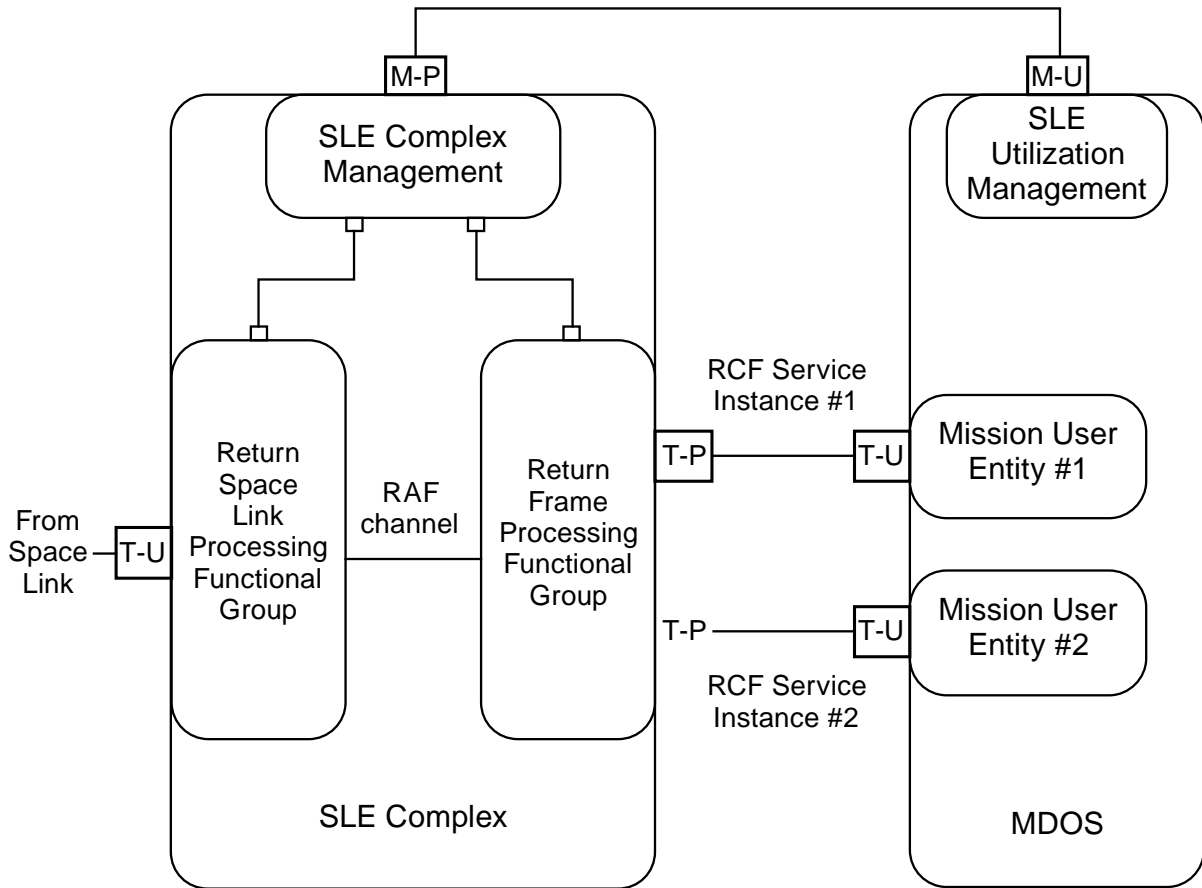 M-P
M-U
SLE Complex
Management
SLE
Utilization
Management
RCF Service
Instance #1
Return
Space
Link
Processing
Functional
Group
RAF
channel
Return
Frame
Processing
Functional
Group
T-P
T-U
Mission User
Entity #1
From
Space
Link
T-U
T-P
T-U
Mission User
Entity #2
RCF Service
Instance #2
SLE Complex
MDOS